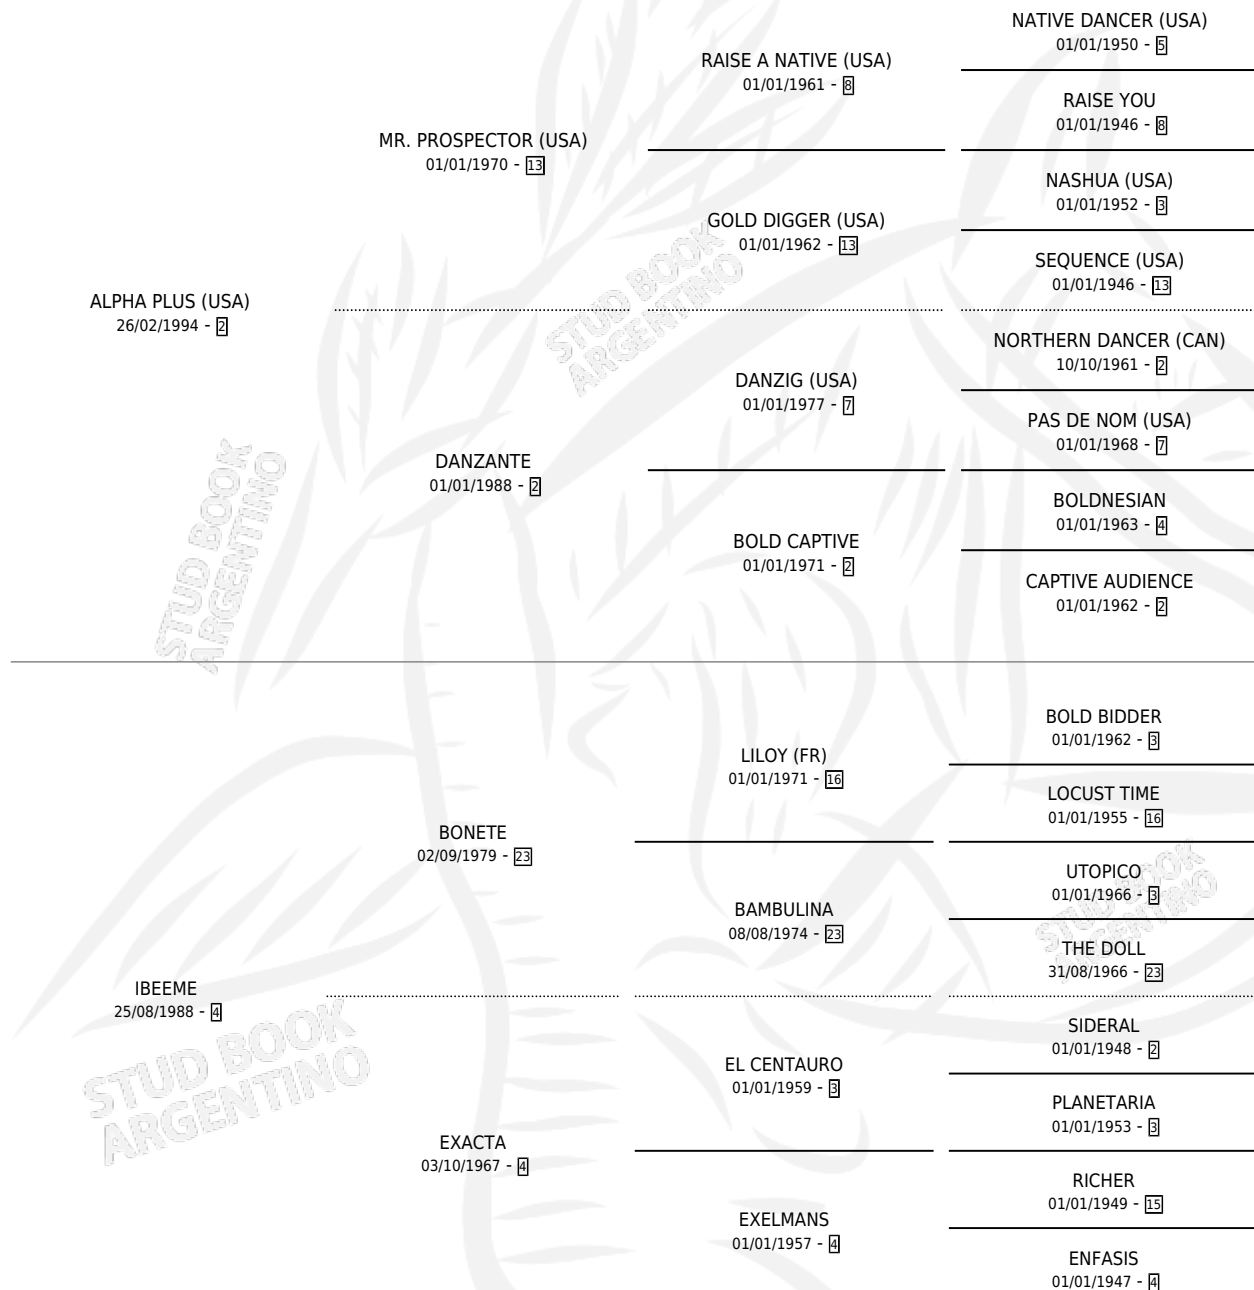 NATIVE DANCER (USA)
01/01/1950 - 5
RAISE A NATIVE (USA)
01/01/1961 - 8
RAISE YOU
01/01/1946 - 8
MR. PROSPECTOR (USA)
01/01/1970 - 13
NASHUA (USA)
01/01/1952 - 3
GOLD DIGGER (USA)
01/01/1962 - 13
SEQUENCE (USA)
01/01/1946 - 13
ALPHA PLUS (USA)
26/02/1994 - 2
STUD BOOK
ARGENTINO
NORTHERN DANCER (CAN)
10/10/1961 - 2
DANZIG (USA)
01/01/1977 - 7
PAS DE NOM (USA)
01/01/1968 - 7
DANZANTE
01/01/1988 - 2
BOLDNESIAN
01/01/1963 - 4
BOLD CAPTIVE
01/01/1971 - 2
CAPTIVE AUDIENCE
01/01/1962 - 2
STUD BOOK
ARGENTINO
BOLD BIDDER
01/01/1962 - 3
LILOY (FR)
01/01/1971 - 16
LOCUST TIME
01/01/1955 - 16
BONETE
02/09/1979 - 23
UTOPICO
01/01/1966 - 3
BAMBULINA
08/08/1974 - 23
THE DOLL
31/08/1966 - 23
STUD BOOK
ARGENTINO
IBEEME
25/08/1988 - 4
STUD BOOK
ARGENTINO
SIDERAL
01/01/1948 - 2
EL CENTAURO
01/01/1959 - 3
PLANETARIA
01/01/1953 - 3
EXACTA
03/10/1967 - 4
RICHER
01/01/1949 - 15
EXELMANS
01/01/1957 - 4
ENFASIS
01/01/1947 - 4